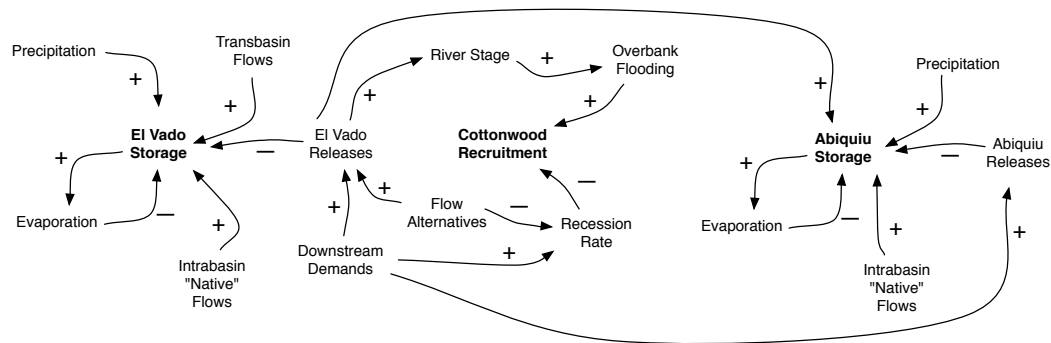 Precipitation
+
Transbasin
Flows
+
El Vado
Storage
+
Evaporation
–
+
Intrabasin
"Native"
Flows
–
El Vado
Releases
+
River Stage
+
Overbank
Flooding
+
Cottonwood
Recruitment
–
Recession
Rate
Flow
Alternatives
+
–
+
Downstream
Demands
+
+
Precipitation
+
Abiquiu
Storage
–
Abiquiu
Releases
+
Evaporation
–
+
Intrabasin
"Native"
Flows
+